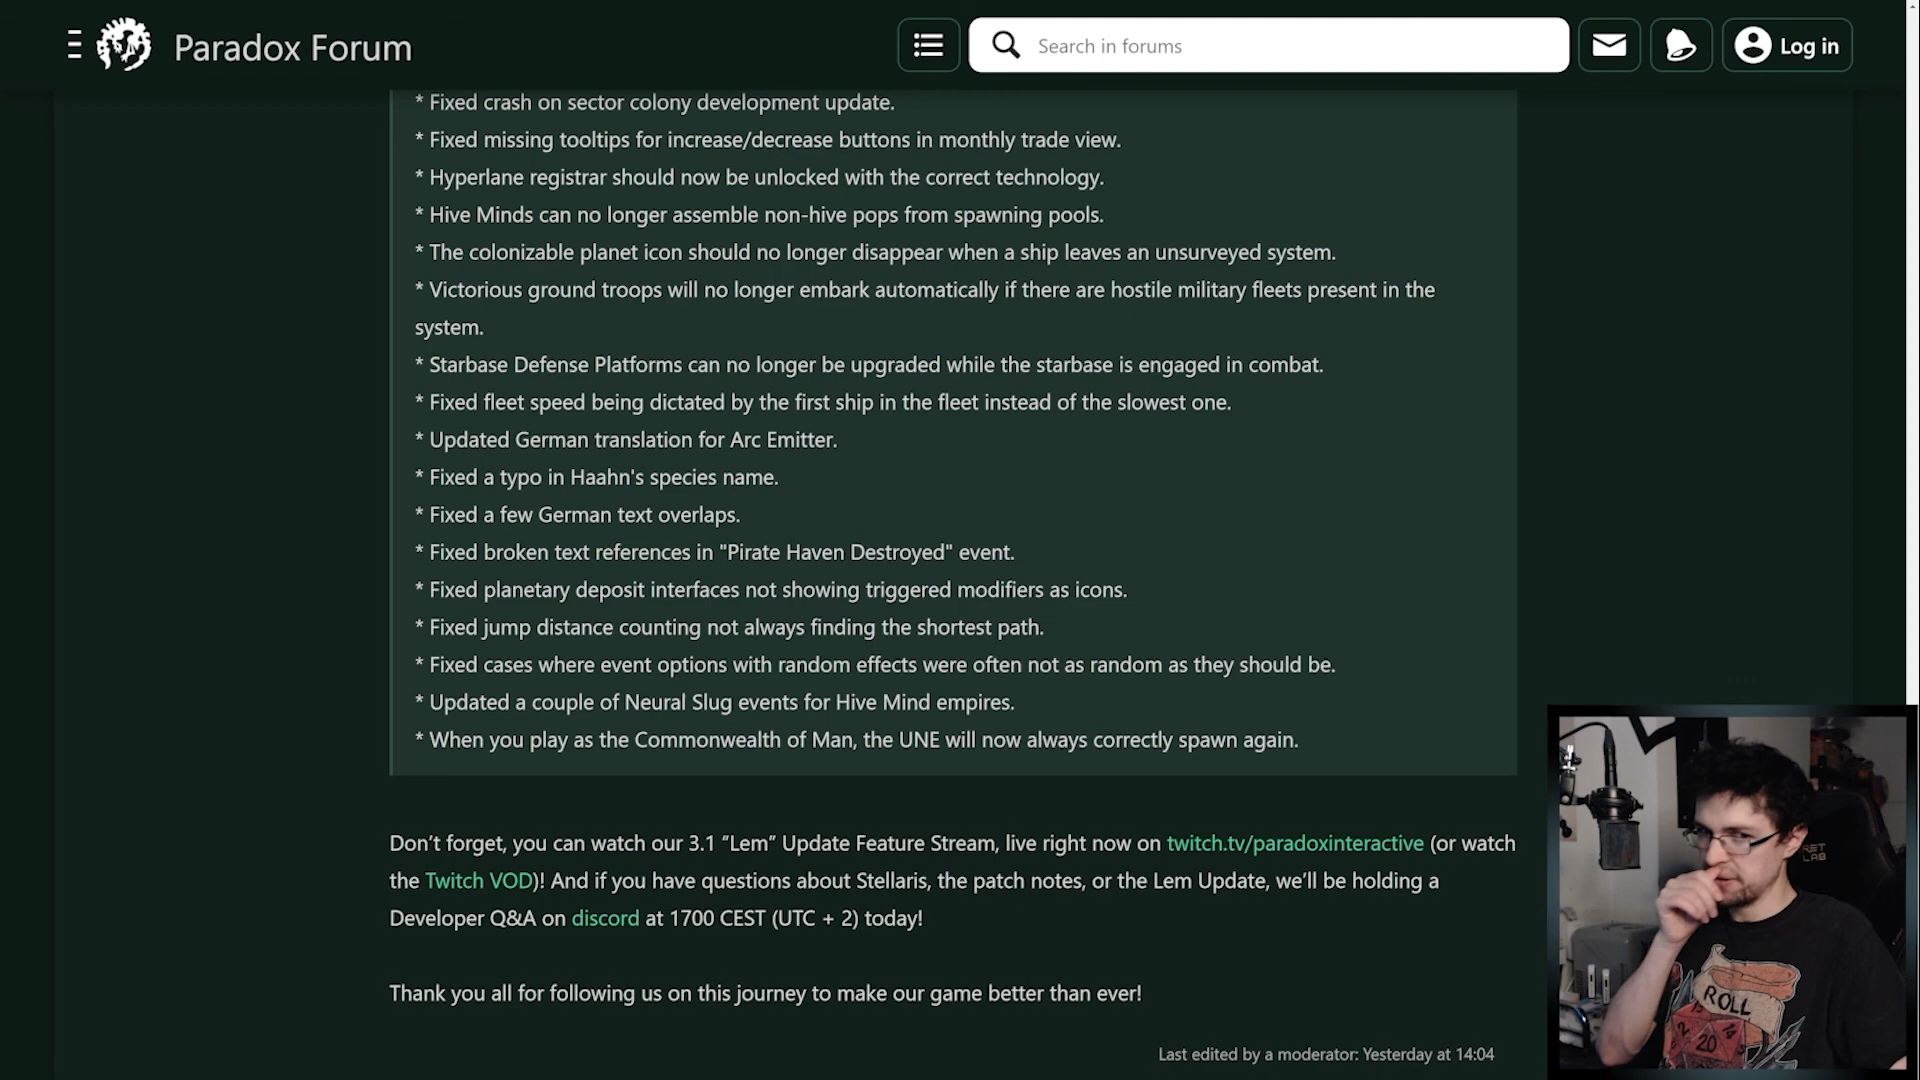 Paradox Forum
Search in forums
Log in
* Fixed crash on sector colony development update.
* Fixed missing tooltips for increase/decrease buttons in monthly trade view.
* Hyperlane registrar should now be unlocked with the correct technology.
* Hive Minds can no longer assemble non-hive pops from spawning pools.
* The colonizable planet icon should no longer disappear when a ship leaves an unsurveyed system.
* Victorious ground troops will no longer embark automatically if there are hostile military fleets present in the
system.
* Starbase Defense Platforms can no longer be upgraded while the starbase is engaged in combat.
* Fixed fleet speed being dictated by the first ship in the fleet instead of the slowest one.
* Updated German translation for Arc Emitter.
* Fixed a typo in Haahn's species name.
* Fixed a few German text overlaps.
* Fixed broken text references in "Pirate Haven Destroyed" event.
* Fixed planetary deposit interfaces not showing triggered modifiers as icons.
* Fixed jump distance counting not always finding the shortest path.
* Fixed cases where event options with random effects were often not as random as they should be.
* Updated a couple of Neural Slug events for Hive Mind empires.
* When you play as the Commonwealth of Man, the UNE will now always correctly spawn again.
Don’t forget, you can watch our 3.1 “Lem” Update Feature Stream, live right now on twitch.tv/paradoxinteractive (or watch
the Twitch VOD)! And if you have questions about Stellaris, the patch notes, or the Lem Update, we’ll be holding a
Developer Q&A on discord at 1700 CEST (UTC + 2) today!
Thank you all for following us on this journey to make our game better than ever!
Last edited by a moderator: Yesterday at 14:04
LAB
ROLL
2
20